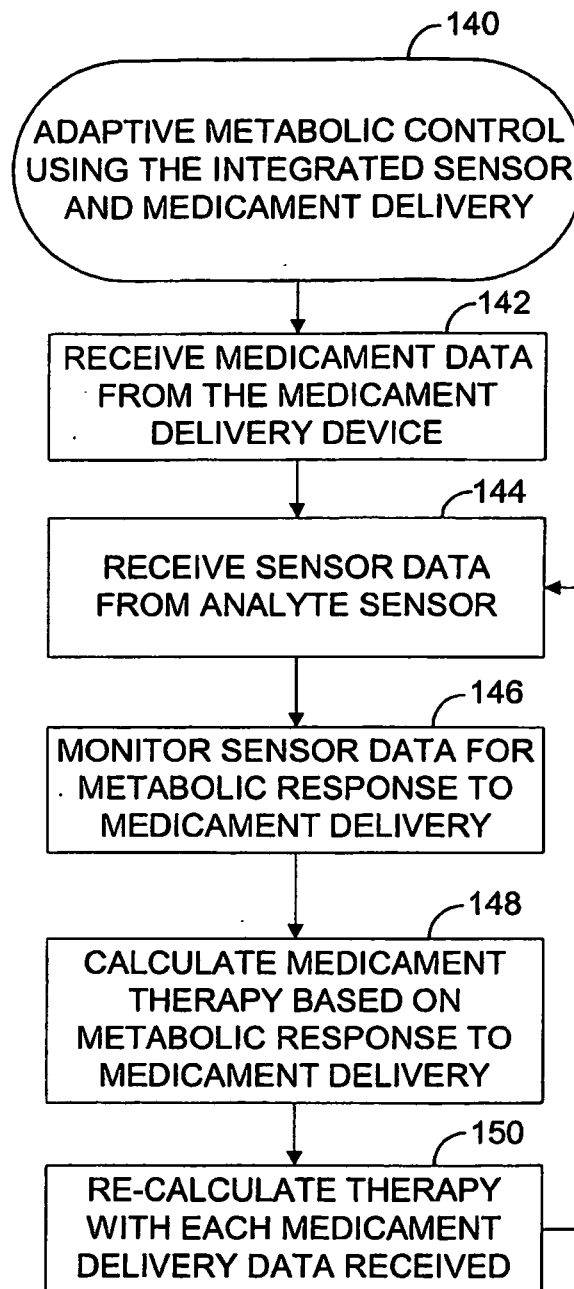 140
ADAPTIVE METABOLIC CONTROL
USING THE INTEGRATED SENSOR
AND MEDICAMENT DELIVERY
142
RECEIVE MEDICAMENT DATA
FROM THE MEDICAMENT
DELIVERY DEVICE
144
RECEIVE SENSOR DATA
FROM ANALYTE SENSOR
146
MONITOR SENSOR DATA FOR
METABOLIC RESPONSE TO
MEDICAMENT DELIVERY
148
CALCULATE MEDICAMENT
THERAPY BASED ON
METABOLIC RESPONSE TO
MEDICAMENT DELIVERY
150
RE-CALCULATE THERAPY
WITH EACH MEDICAMENT
DELIVERY DATA RECEIVED